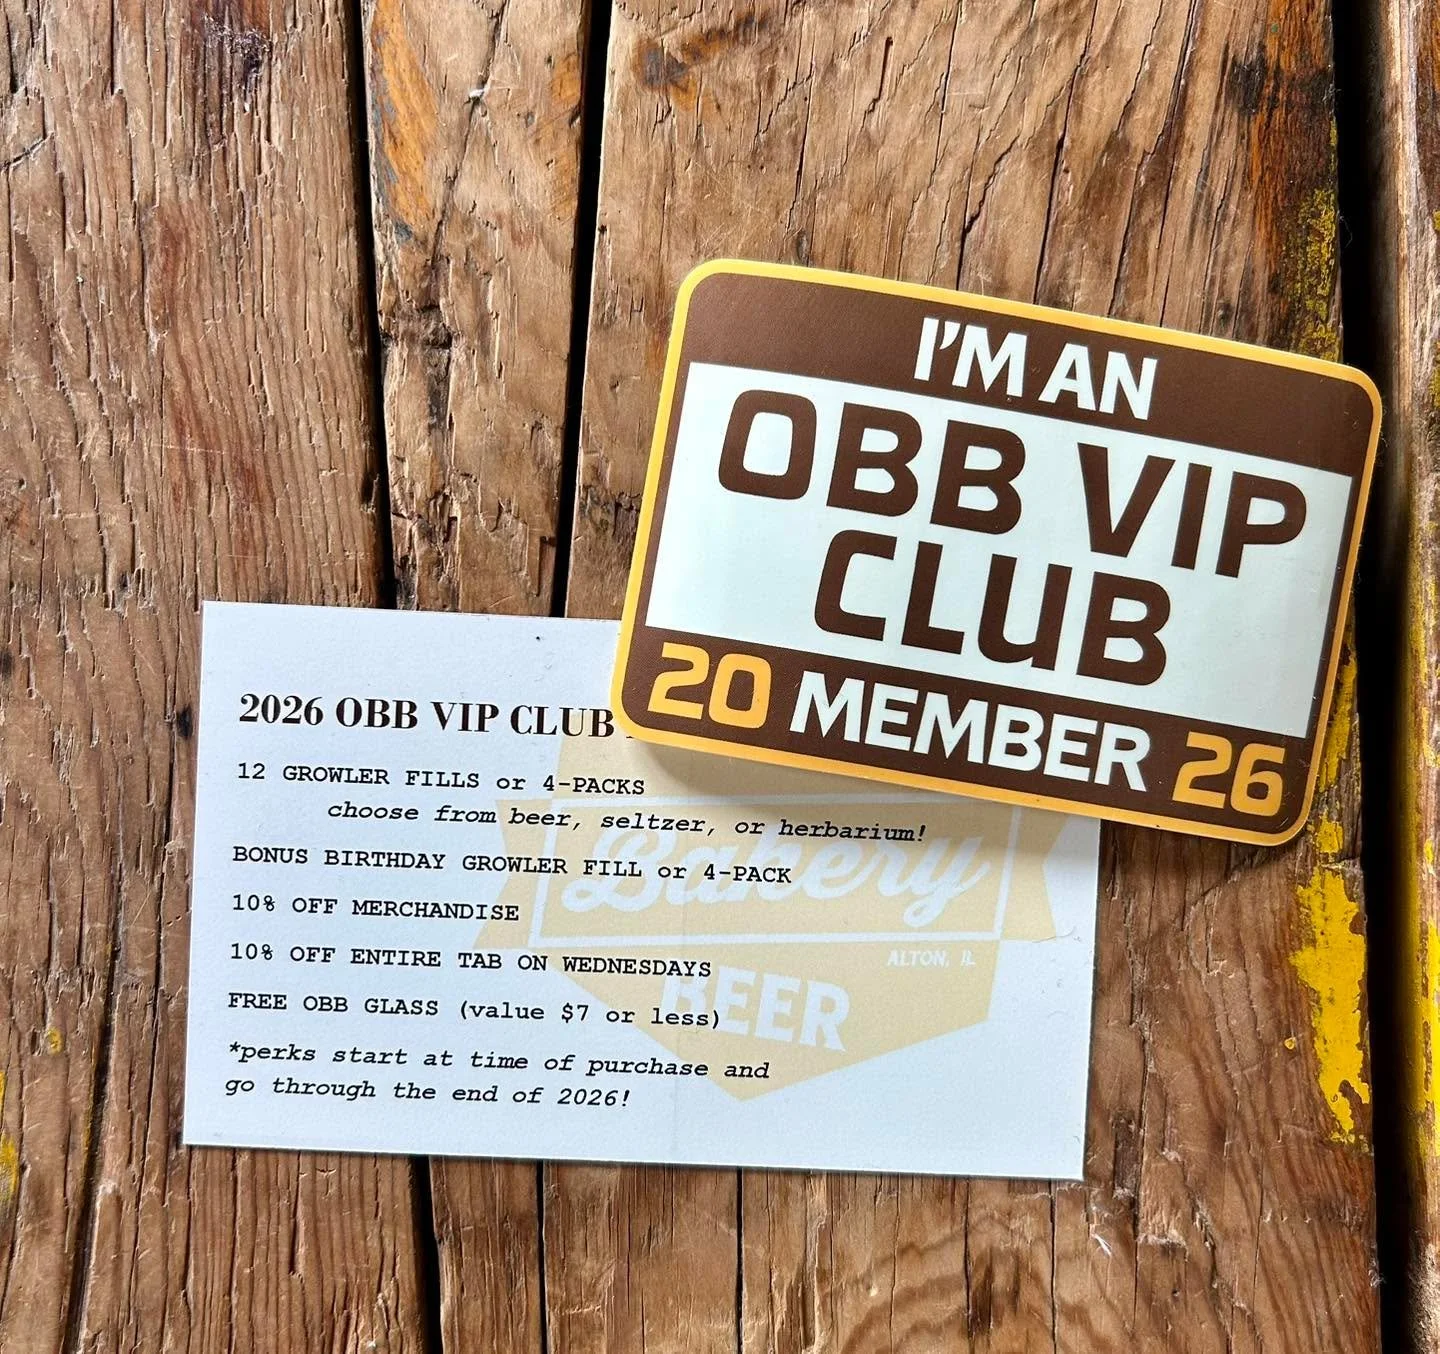 I'M AN
OBB VIP
CLUB
20 MEMBER 26
2026 OBB VIP CLUB
12 GROWLER FILLS or 4-PACKS
choose from beer, seltzer, or herbarium!
BONUS BIRTHDAY GROWLER FILL or 4-PACK
10% OFF MERCHANDISE
10% OFF ENTIRE TAB ON WEDNESDAYS
FREE OBB GLASS (value $7 or less)
*perks start at time of purchase and
go through the end of 2026!
Bakery
ALTON, IL
BEER